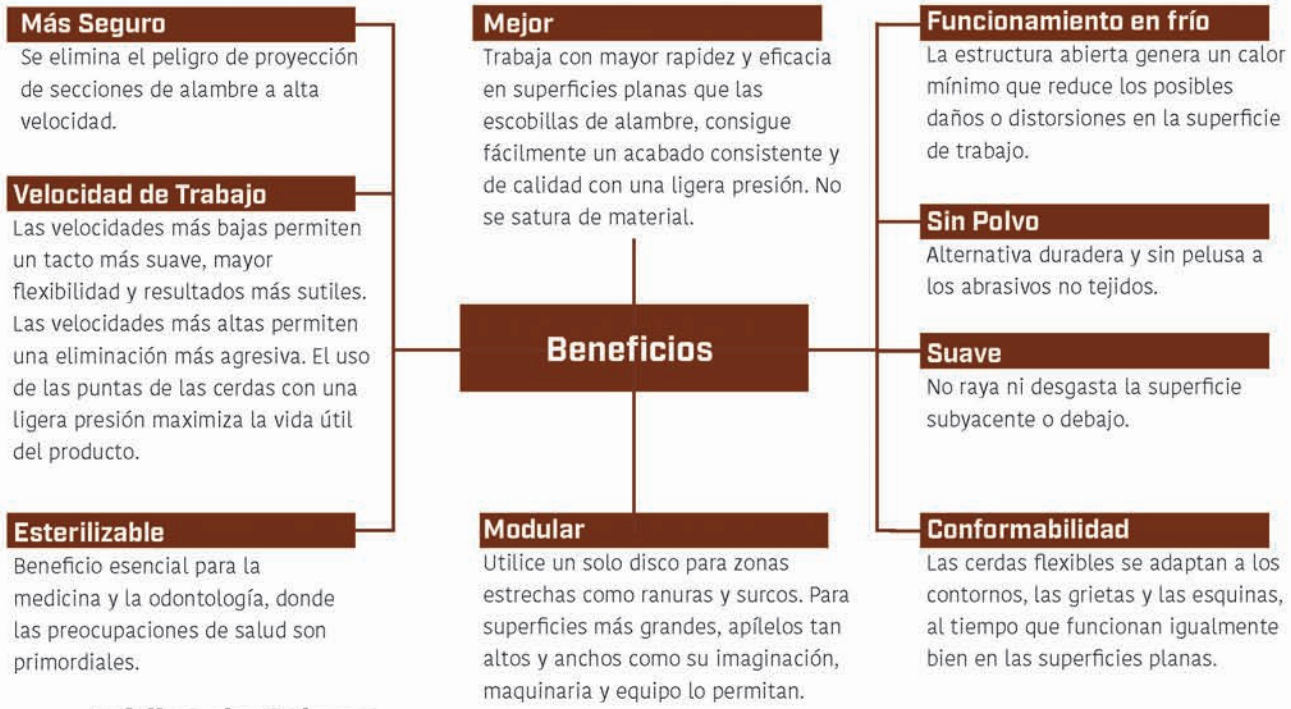 Más Seguro
Se elimina el peligro de proyección
de secciones de alambre a alta
velocidad.
Velocidad de Trabajo
Las velocidades más bajas permiten
un tacto más suave, mayor
flexibilidad y resultados más sutiles.
Las velocidades más altas permiten
una eliminación más agresiva. El uso
de las puntas de las cerdas con una
ligera presión maximiza la vida útil
del producto.
Esterilizable
Beneficio esencial para la
medicina y la odontología, donde
las preocupaciones de salud son
primordiales.
Mejor
Trabaja con mayor rapidez y eficacia
en superficies planas que las
escobillas de alambre, consigue
fácilmente un acabado consistente y
de calidad con una ligera presión. No
se satura de material.
Beneficios
Modular
Utilice un solo disco para zonas
estrechas como ranuras y surcos. Para
superficies más grandes, apílelos tan
altos y anchos como su imaginación,
maquinaria y equipo lo permitan.
Funcionamiento en frío
La estructura abierta genera un calor
mínimo que reduce los posibles
daños o distorsiones en la superficie
de trabajo.
Sin Polvo
Alternativa duradera y sin pelusa a
los abrasivos no tejidos.
Suave
No raya ni desgasta la superficie
subyacente o debajo.
Conformabilidad
Las cerdas flexibles se adaptan a los
contornos, las grietas y las esquinas,
al tiempo que funcionan igualmente
bien en las superficies planas.